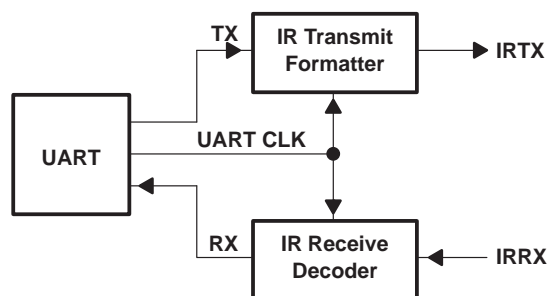 TX
IR Transmit
Formatter
IRTX
UART
UART CLK
RX
IR Receive
Decoder
IRRX